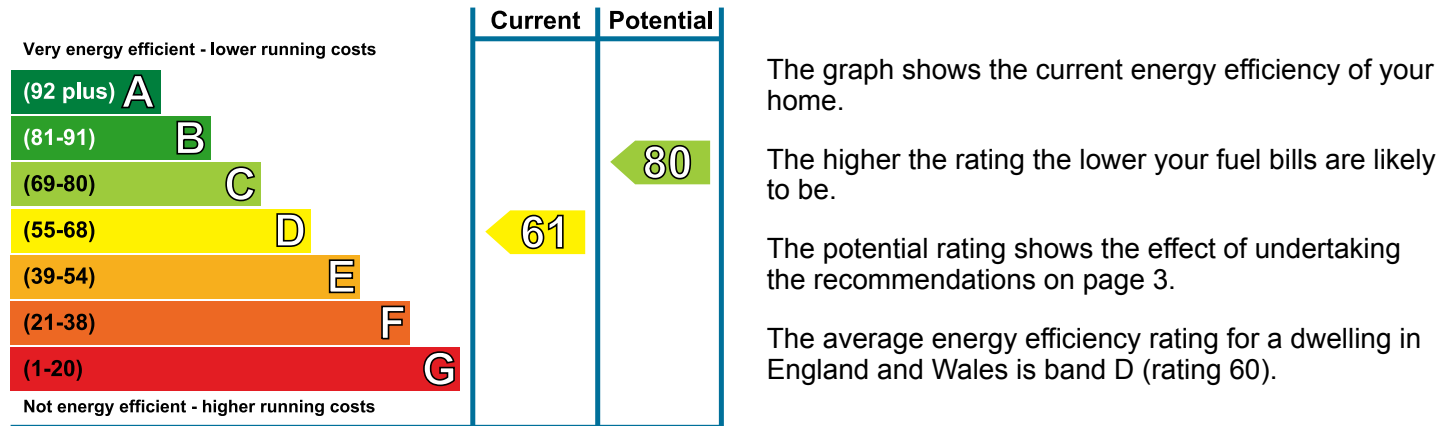 Current Potential
Very energy efficient - lower running costs
(92 plus) A
(81-91) B
(69-80) C
80
(55-68) D
61
(39-54) E
(21-38) F
(1-20) G
Not energy efficient - higher running costs
The graph shows the current energy efficiency of your
home.
The higher the rating the lower your fuel bills are likely
to be.
The potential rating shows the effect of undertaking
the recommendations on page 3.
The average energy efficiency rating for a dwelling in
England and Wales is band D (rating 60).